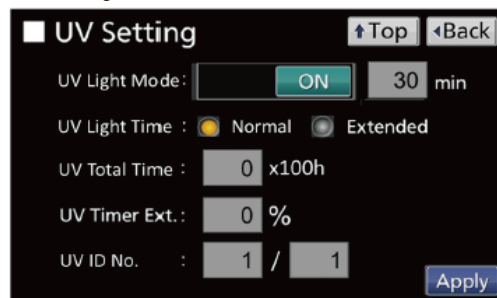 UV Setting Top Back
UV Light Mode: ON 30 min
UV Light Time : Normal Extended
UV Total Time : 0 x100h
UV Timer Ext.: 0 %
UV ID No. : 1 / 1
Apply